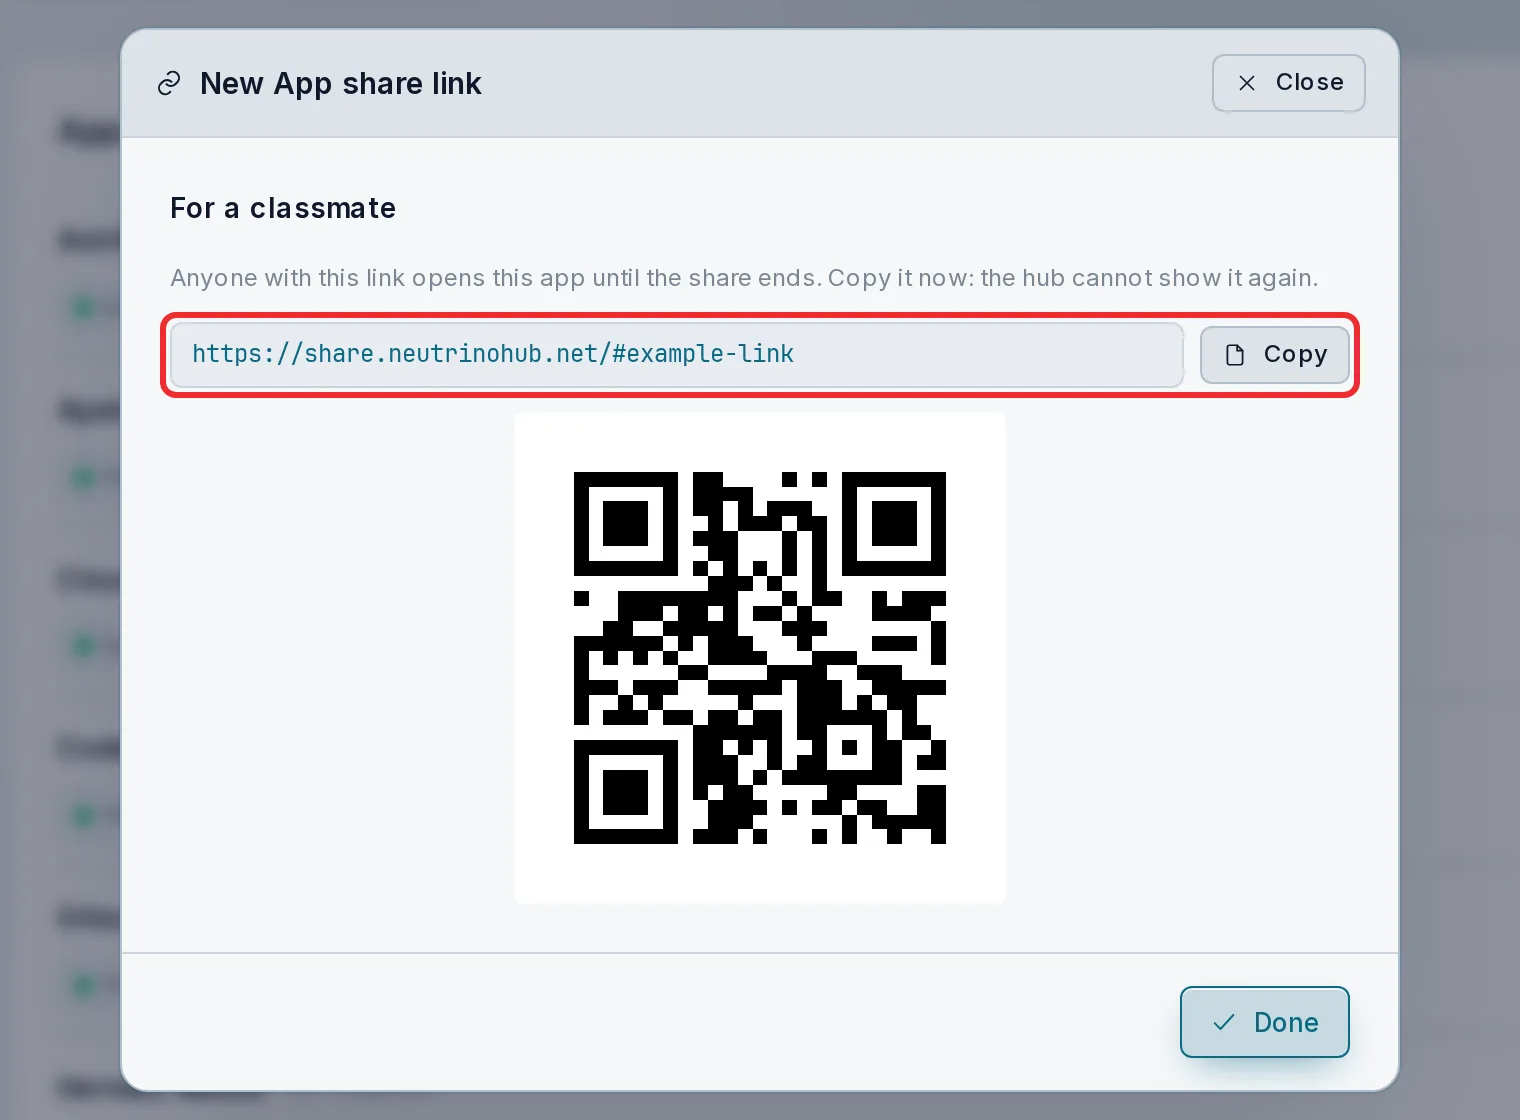 New App share link
Close
For a classmate
Anyone with this link opens this app until the share ends. Copy it now: the hub cannot show it again.
https://share.neutrinohub.net/#example-link
Copy
Done